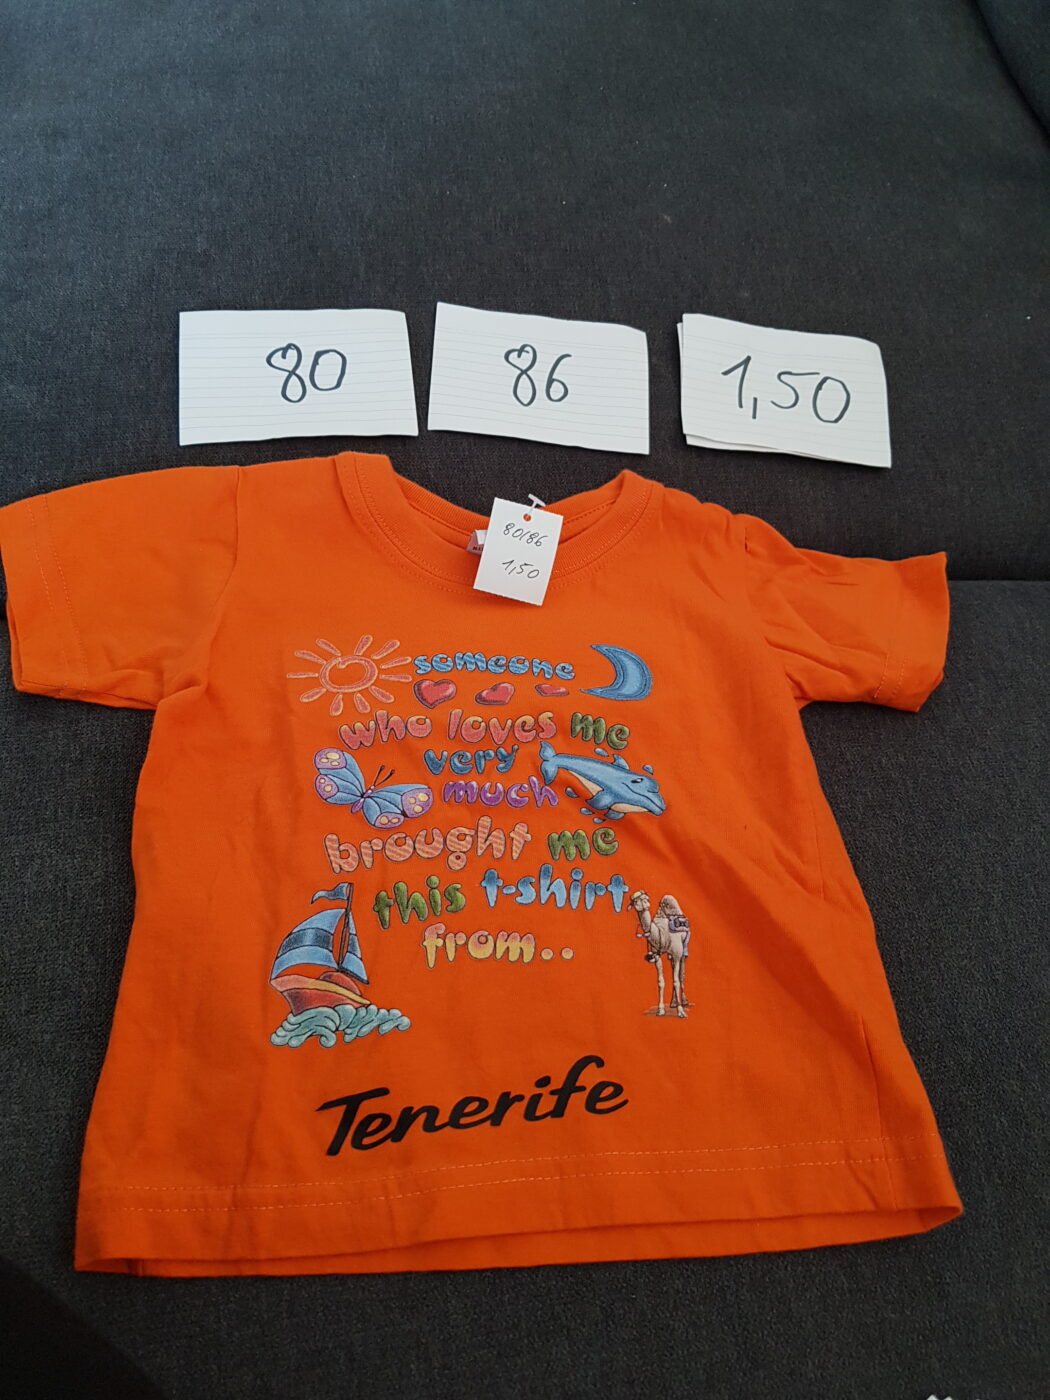 80
86
1,50
80/86
1,50
someone
who loves me
very
much
brought me
this t-shirt
from..
Tenerife